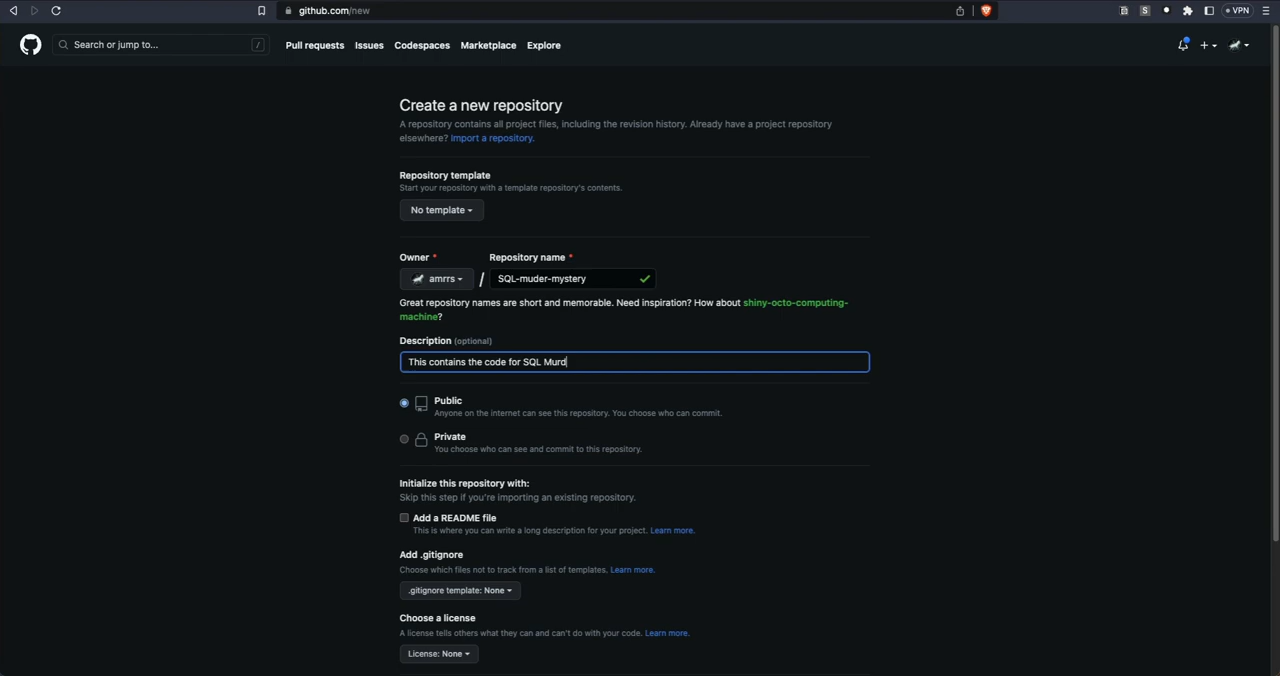 github.com/new
VPN
Search or jump to... /
Pull requests Issues Codespaces Marketplace Explore
Create a new repository
A repository contains all project files, including the revision history. Already have a project repository
elsewhere? Import a repository.
Repository template
Start your repository with a template repository's contents.
No template
Owner * Repository name *
amrrs / SQL-muder-mystery
Great repository names are short and memorable. Need inspiration? How about shiny-octo-computing-
machine?
Description (optional)
This contains the code for SQL Murd
Public
Anyone on the internet can see this repository. You choose who can commit.
Private
You choose who can see and commit to this repository.
Initialize this repository with:
Skip this step if you're importing an existing repository.
Add a README file
This is where you can write a long description for your project. Learn more.
Add .gitignore
Choose which files not to track from a list of templates. Learn more.
.gitignore template: None
Choose a license
A license tells others what they can and can't do with your code. Learn more.
License: None